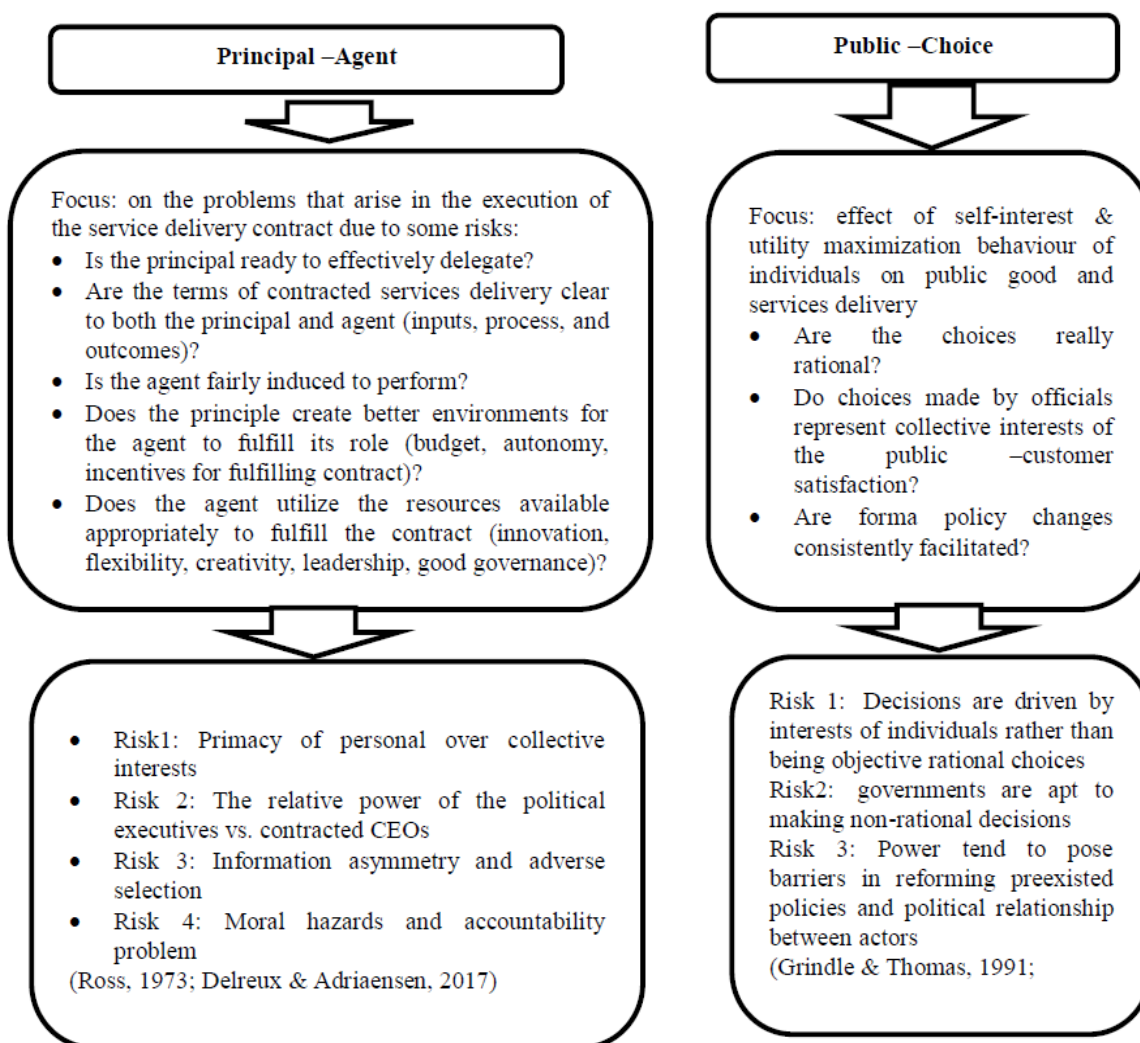 Principal –Agent
Focus: on the problems that arise in the execution of
the service delivery contract due to some risks:
• Is the principal ready to effectively delegate?
• Are the terms of contracted services delivery clear
to both the principal and agent (inputs, process, and
outcomes)?
• Is the agent fairly induced to perform?
• Does the principle create better environments for
the agent to fulfill its role (budget, autonomy,
incentives for fulfilling contract)?
• Does the agent utilize the resources available
appropriately to fulfill the contract (innovation,
flexibility, creativity, leadership, good governance)?
• Risk1: Primacy of personal over collective
interests
• Risk 2: The relative power of the political
executives vs. contracted CEOs
• Risk 3: Information asymmetry and adverse
selection
• Risk 4: Moral hazards and accountability
problem
(Ross, 1973; Delreux & Adriaensen, 2017)
Public –Choice
Focus: effect of self-interest &
utility maximization behaviour of
individuals on public good and
services delivery
• Are the choices really
rational?
• Do choices made by officials
represent collective interests of
the public –customer
satisfaction?
• Are forma policy changes
consistently facilitated?
Risk 1: Decisions are driven by
interests of individuals rather than
being objective rational choices
Risk2: governments are apt to
making non-rational decisions
Risk 3: Power tend to pose
barriers in reforming preexisted
policies and political relationship
between actors
(Grindle & Thomas, 1991;